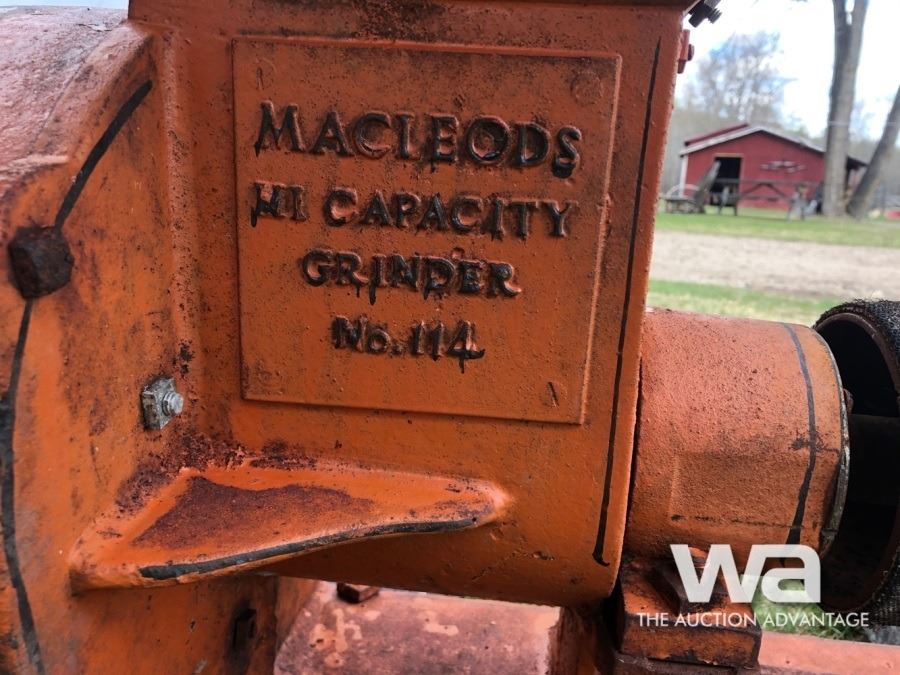 MACLEODS
HI CAPACITY
GRINDER
No. 114
wa
THE AUCTION ADVANTAGE